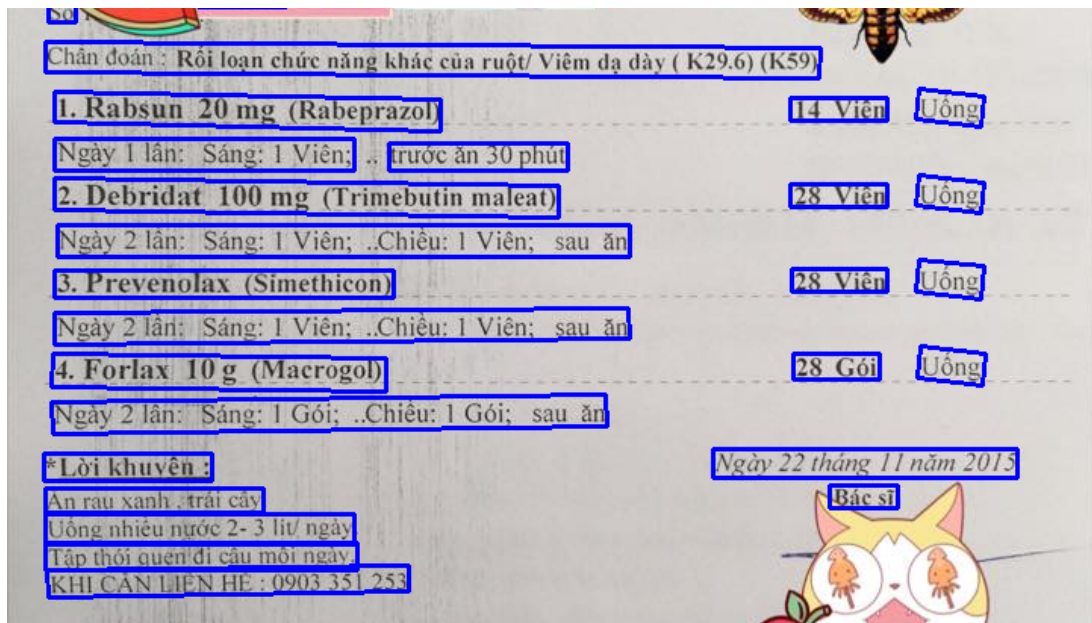 Số
Chẩn đoán : Rối loạn chức năng khác của ruột/ Viêm dạ dày ( K29.6) (K59)
1. Rabsun 20 mg (Rabeprazol) 14 Viên Uống
Ngày 1 lần: Sáng: 1 Viên; .. trước ăn 30 phút
2. Debridat 100 mg (Trimebutin maleat) 28 Viên Uống
Ngày 2 lần: Sáng: 1 Viên; ..Chiều: 1 Viên; sau ăn
3. Prevenolax (Simethicon) 28 Viên Uống
Ngày 2 lần: Sáng: 1 Viên; ..Chiều: 1 Viên; sau ăn
4. Forlax 10 g (Macrogol) 28 Gói Uống
Ngày 2 lần: Sáng: 1 Gói; ..Chiều: 1 Gói; sau ăn
*Lời khuyên :
Ngày 22 tháng 11 năm 2015
Bác sĩ
Ăn rau xanh , trái cây
Uống nhiều nước 2- 3 lít/ ngày
Tập thói quen đi cầu mỗi ngày.
KHI CẦN LIÊN HỆ : 0903 351 253